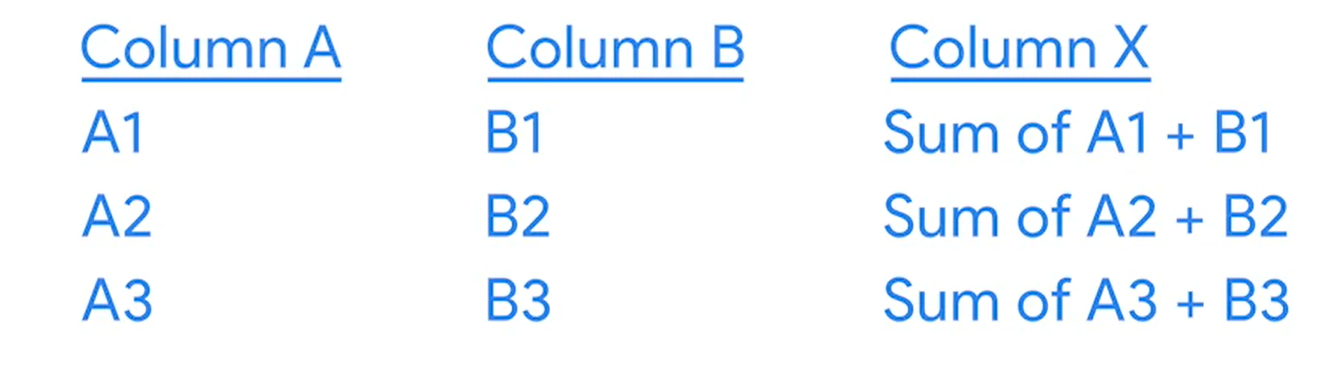 Column A Column B Column X
A1 B1 Sum of A1 + B1
A2 B2 Sum of A2 + B2
A3 B3 Sum of A3 + B3